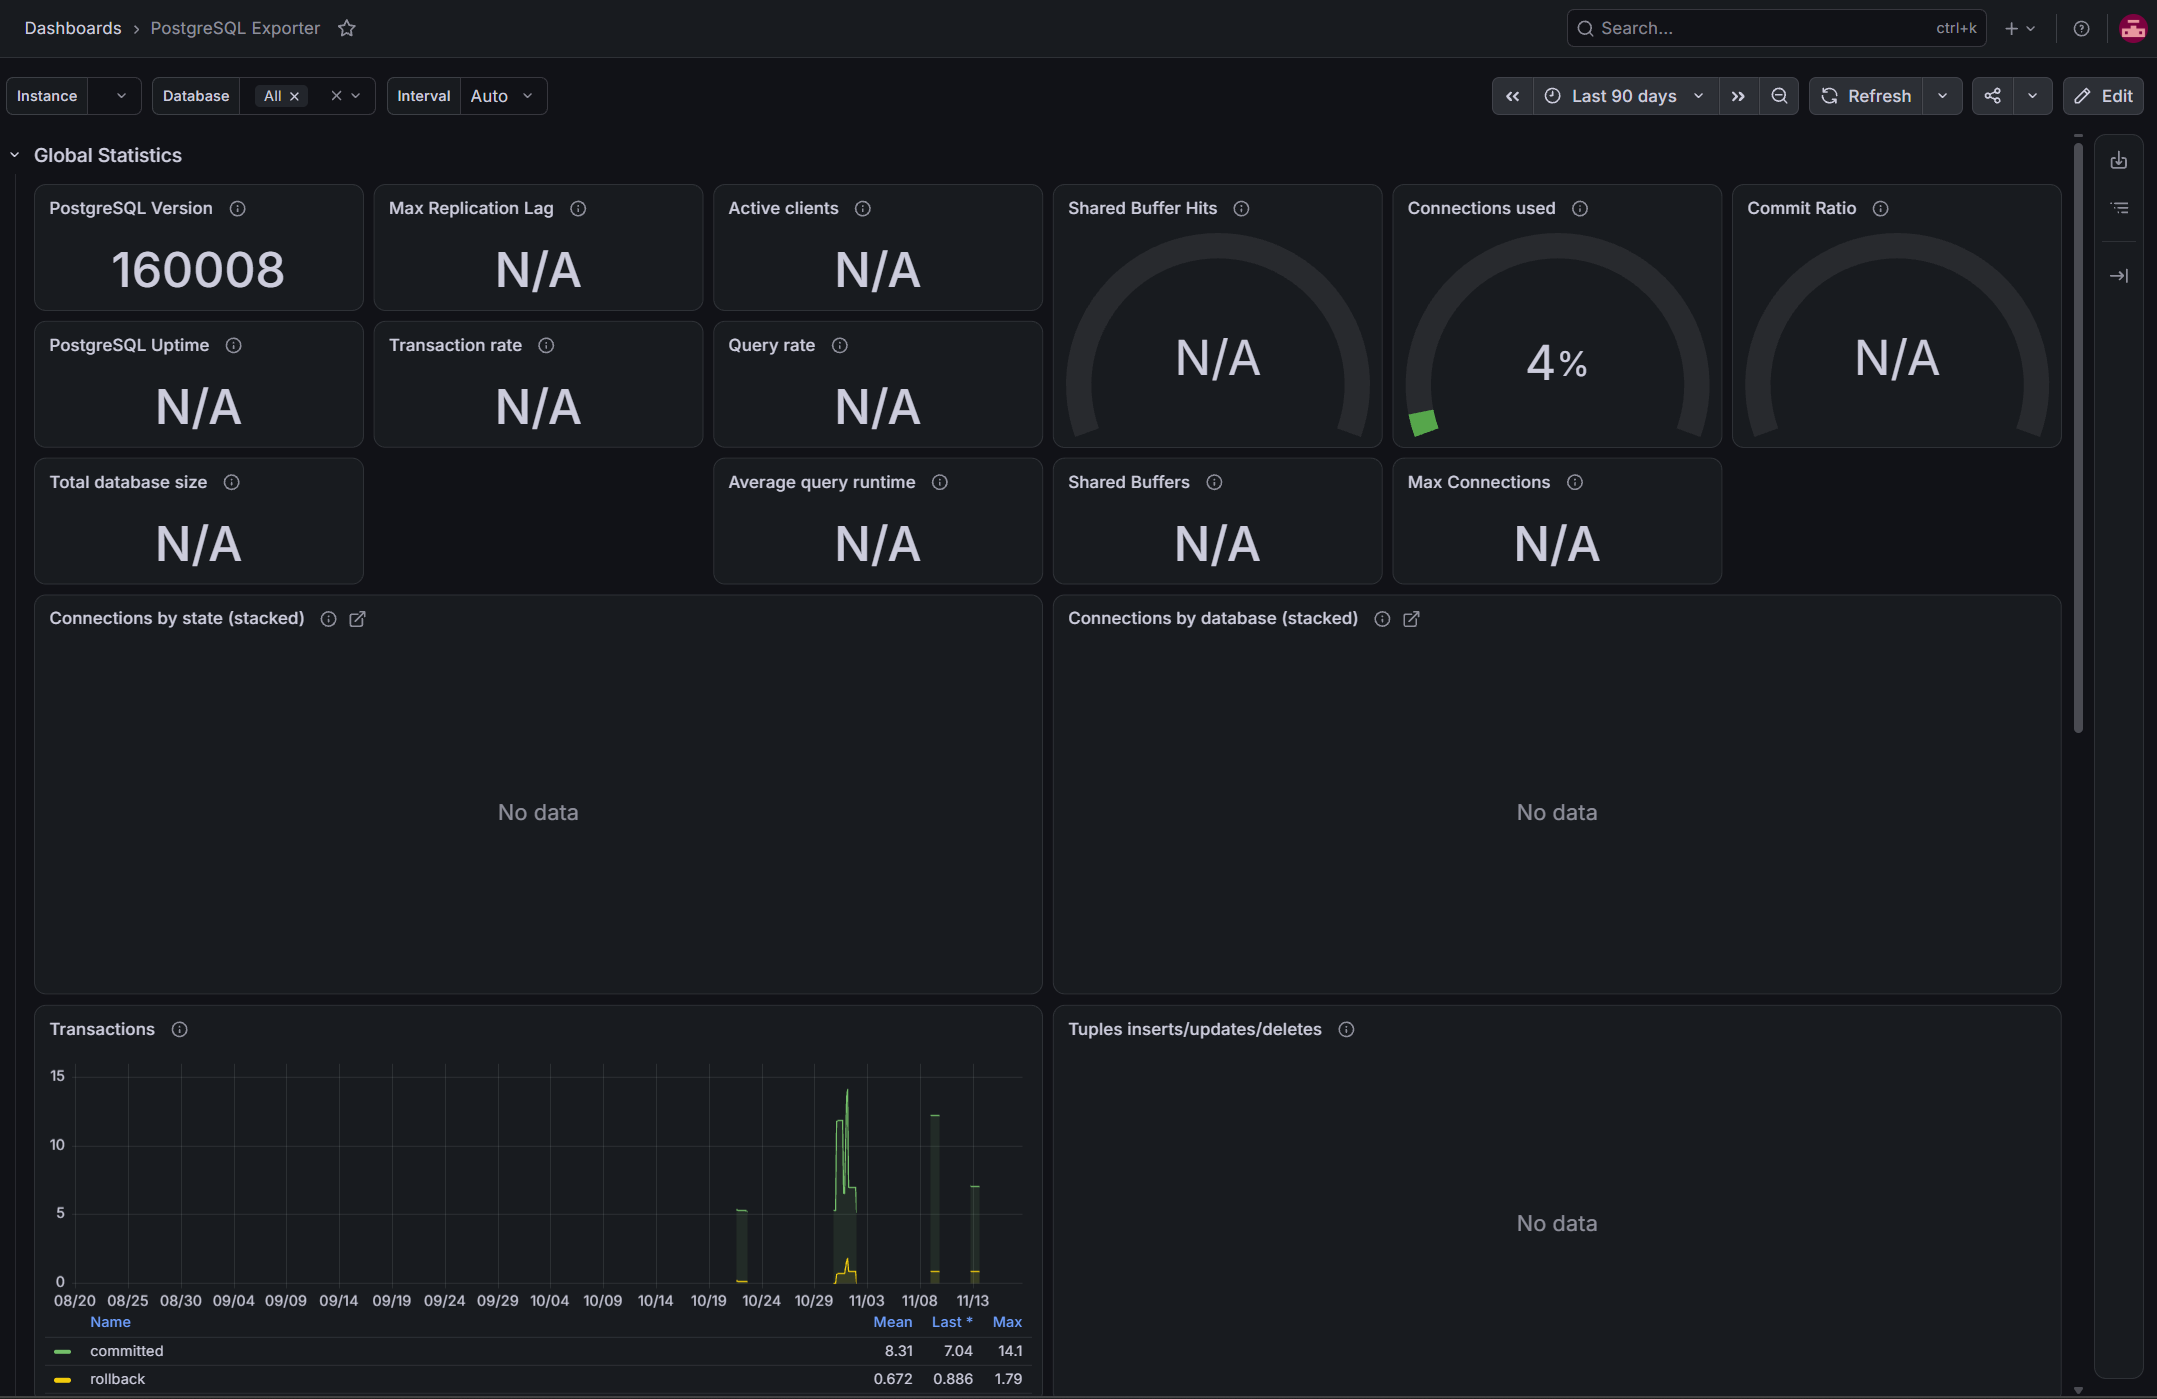 Dashboards › PostgreSQL Exporter
Search... ctrl+k
Instance
Database All
Interval Auto
Last 90 days
Refresh
Edit
Global Statistics
PostgreSQL Version
160008
Max Replication Lag
N/A
Active clients
N/A
Shared Buffer Hits
N/A
Connections used
4%
Commit Ratio
N/A
PostgreSQL Uptime
N/A
Transaction rate
N/A
Query rate
N/A
Total database size
N/A
Average query runtime
N/A
Shared Buffers
N/A
Max Connections
N/A
Connections by state (stacked)
No data
Connections by database (stacked)
No data
Transactions
15
10
5
0
08/20 08/25 08/30 09/04 09/09 09/14 09/19 09/24 09/29 10/04 10/09 10/14 10/19 10/24 10/29 11/03 11/08 11/13
Name Mean Last * Max
committed 8.31 7.04 14.1
rollback 0.672 0.886 1.79
Tuples inserts/updates/deletes
No data